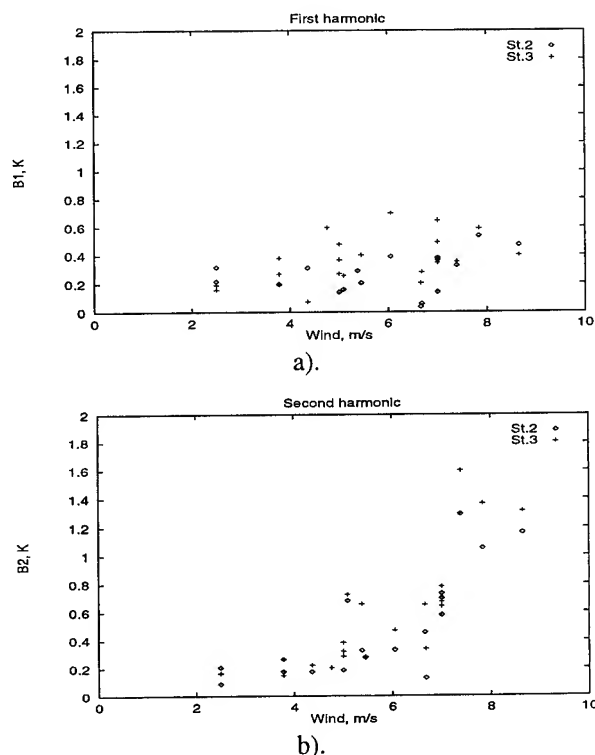 First harmonic
2
1.8
1.6
1.4
1.2
1
0.8
0.6
0.4
0.2
0
B1, K
St.2
St.3
0 2 4 6 8 10
Wind, m/s
a).
Second harmonic
2
1.8
1.6
1.4
1.2
1
0.8
0.6
0.4
0.2
0
B2, K
St.2
St.3
0 2 4 6 8 10
Wind, m/s
b).